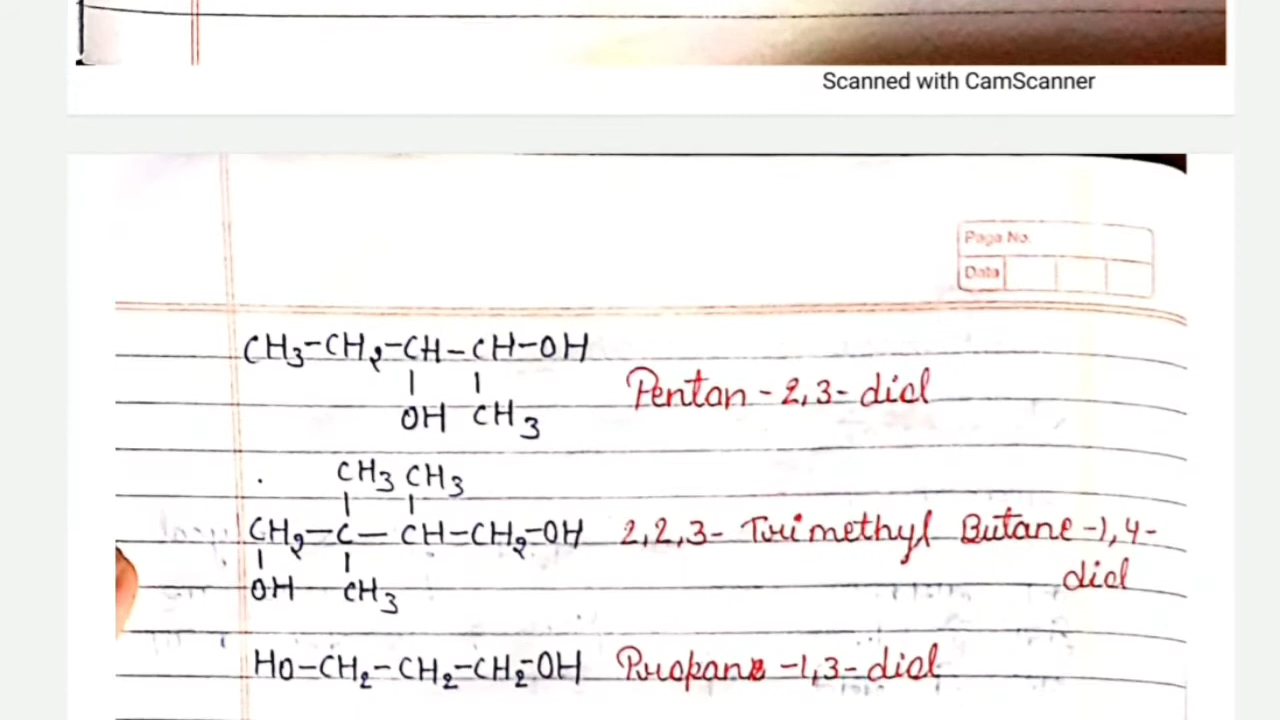 Scanned with CamScanner
Page No.
Date
CH3-CH2-CH-CH-OH
OH CH3
Pentan-2,3-diol
CH3 CH3
CH2-C-CH-CH2-OH 2,2,3-Trimethyl Butane-1,4-
diol
OH CH3
HO-CH2-CH2-CH2-OH Propane-1,3-diol